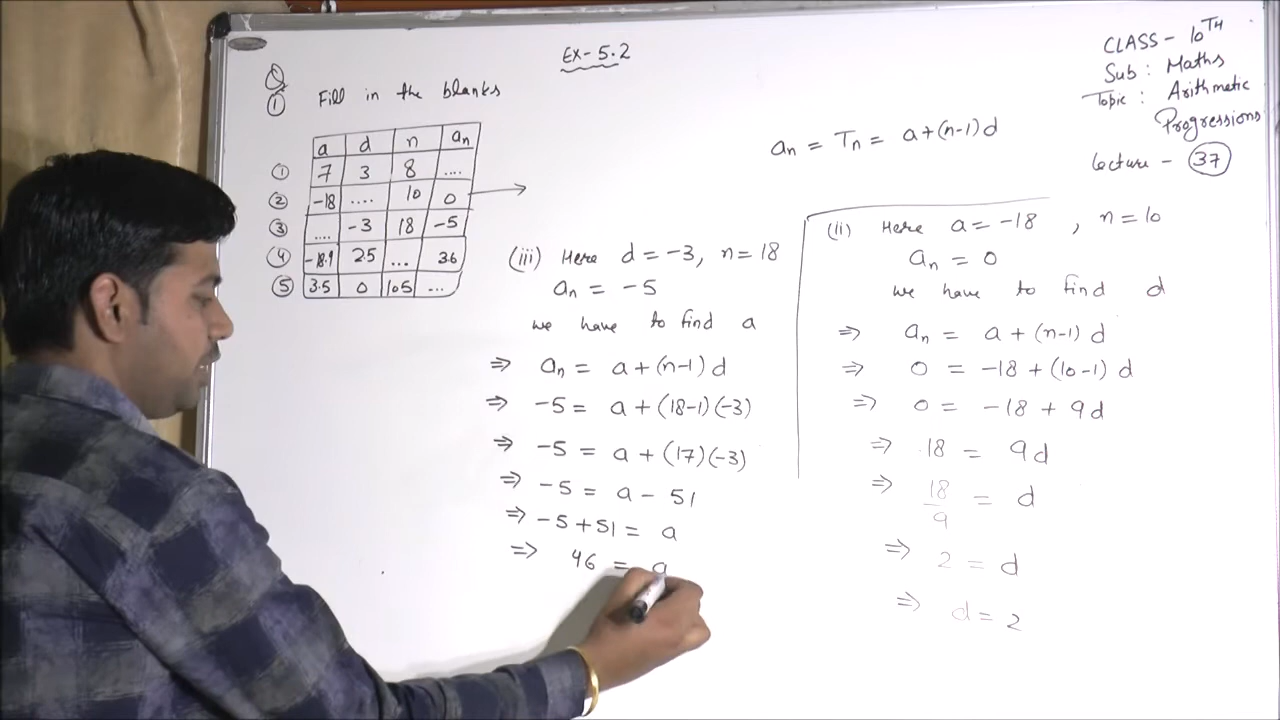 EX-5.2
CLASS - 10TH
Sub : Maths
Topic : Arithmetic
Progressions
Lecture - 37
Q
① Fill in the blanks
a d n an
① 7 3 8 ....
② -18 .... 10 0
③ .... -3 18 -5
④ -18.9 2.5 ... 3.6
⑤ 3.5 0 105 ...
an = Tn = a+(n-1)d
(iii) Here d = -3, n = 18
an = -5
we have to find a
⇒ an = a+(n-1)d
⇒ -5 = a+(18-1)(-3)
⇒ -5 = a+(17)(-3)
⇒ -5 = a - 51
⇒ -5+51 = a
⇒ 46 = a
(ii) Here a = -18 , n = 10
an = 0
we have to find d
⇒ an = a+(n-1)d
⇒ 0 = -18+(10-1)d
⇒ 0 = -18+9d
⇒ 18 = 9d
⇒ 18/9 = d
⇒ 2 = d
⇒ d = 2